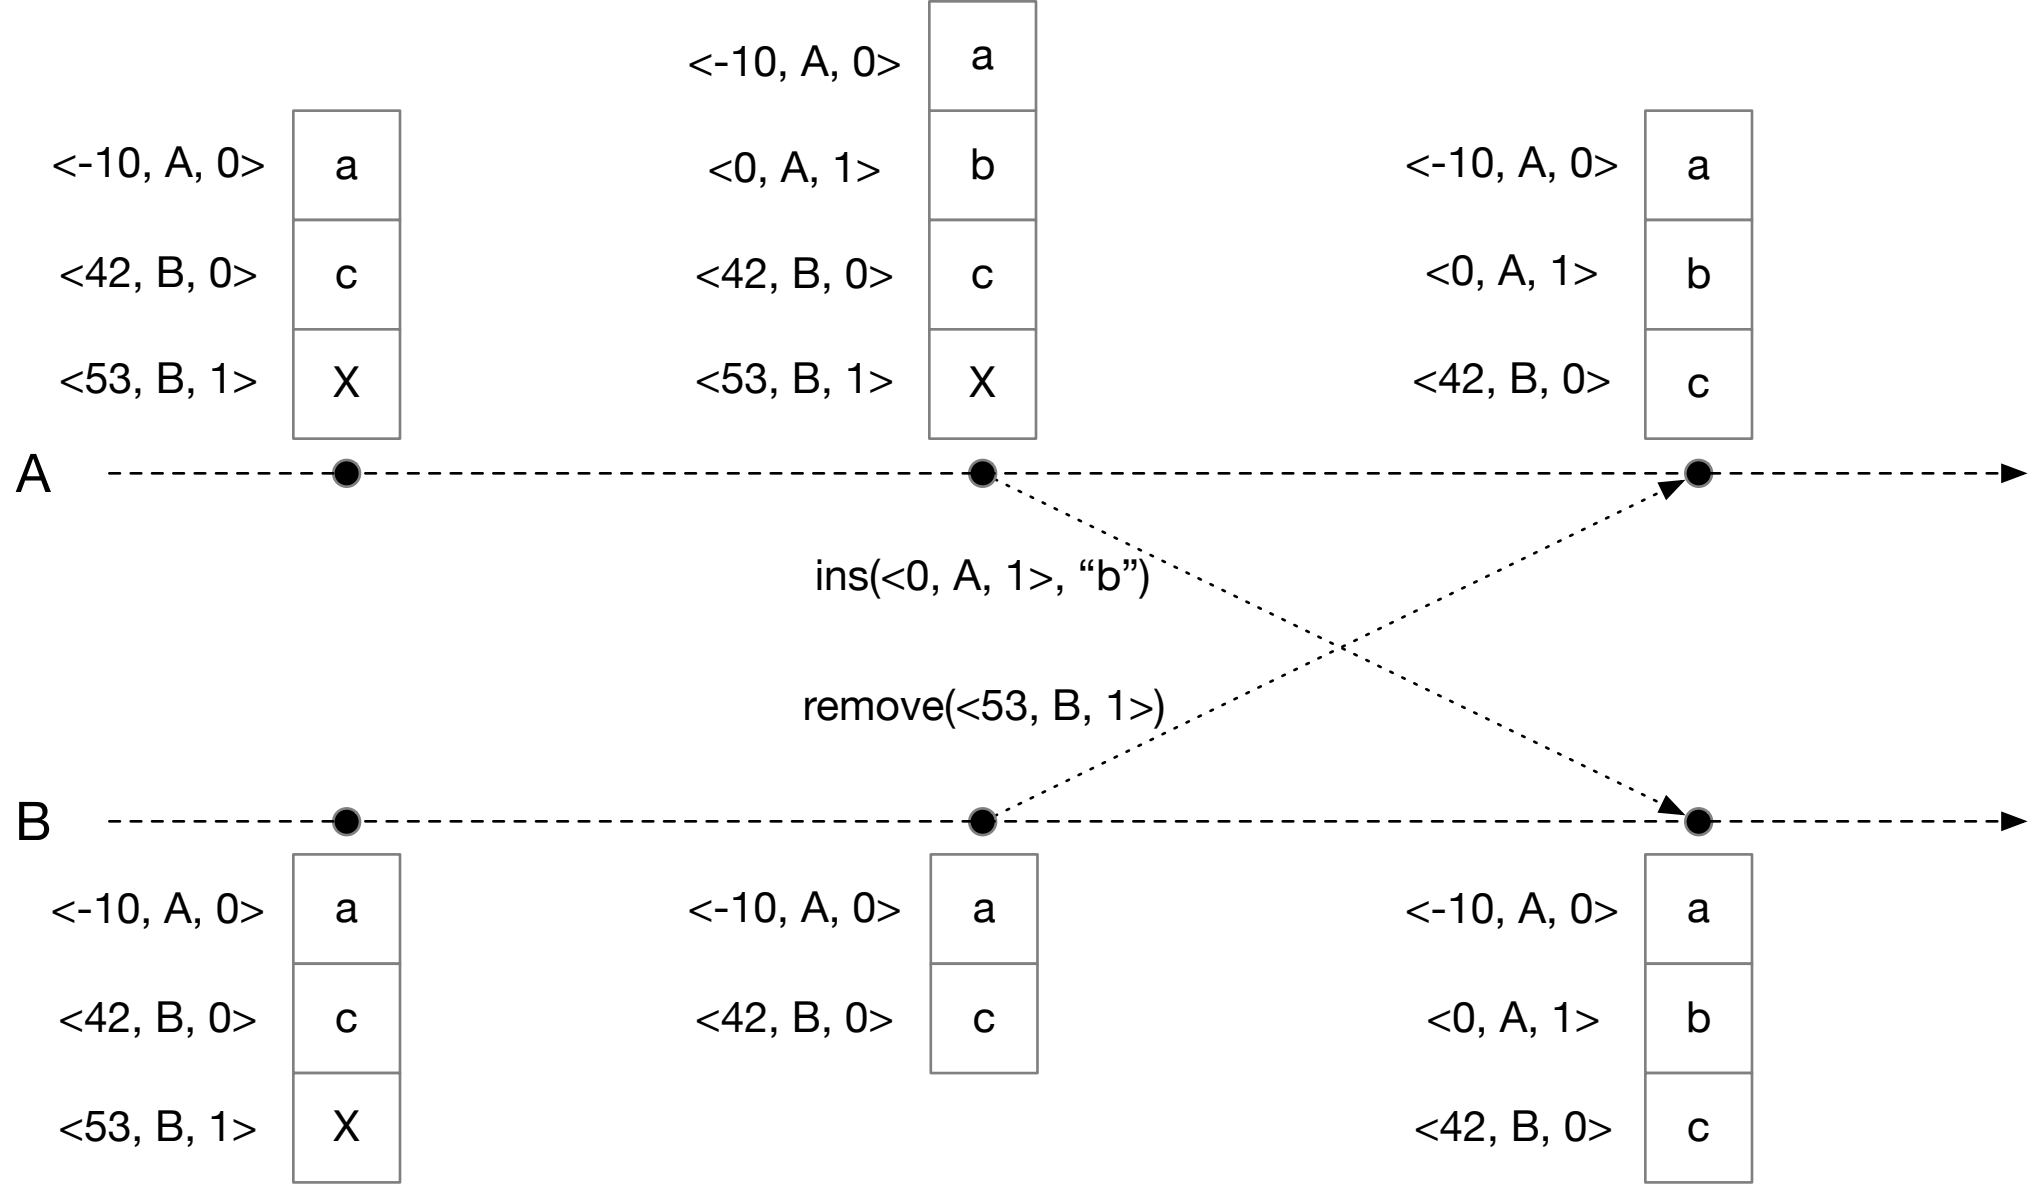 <-10, A, 0> a
<-10, A, 0> a
<0, A, 1> b
<-10, A, 0> a
<42, B, 0> c
<42, B, 0> c
<0, A, 1> b
<53, B, 1> X
<53, B, 1> X
<42, B, 0> c
A
ins(<0, A, 1>, “b”)
remove(<53, B, 1>)
B
<-10, A, 0> a
<-10, A, 0> a
<-10, A, 0> a
<42, B, 0> c
<42, B, 0> c
<0, A, 1> b
<53, B, 1> X
<42, B, 0> c